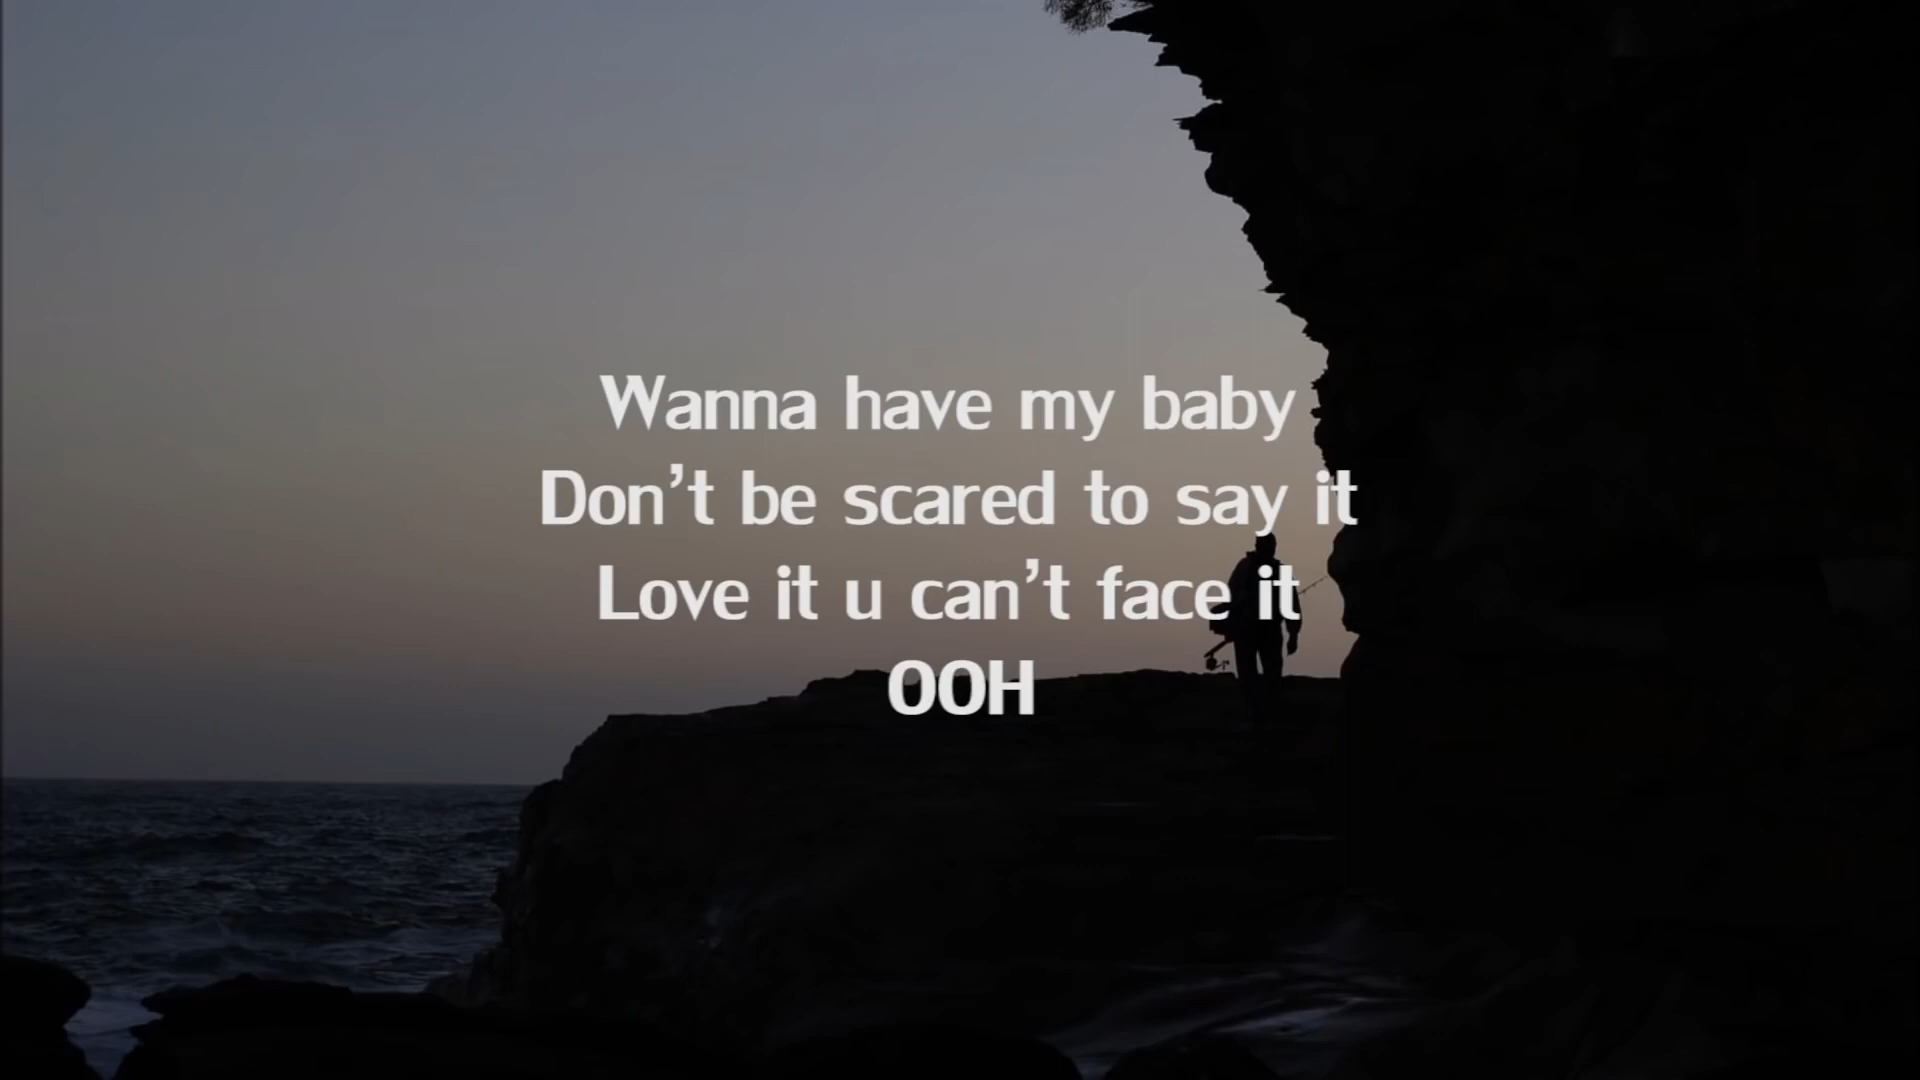 Wanna have my baby
Don't be scared to say it
Love it u can't face it
OOH